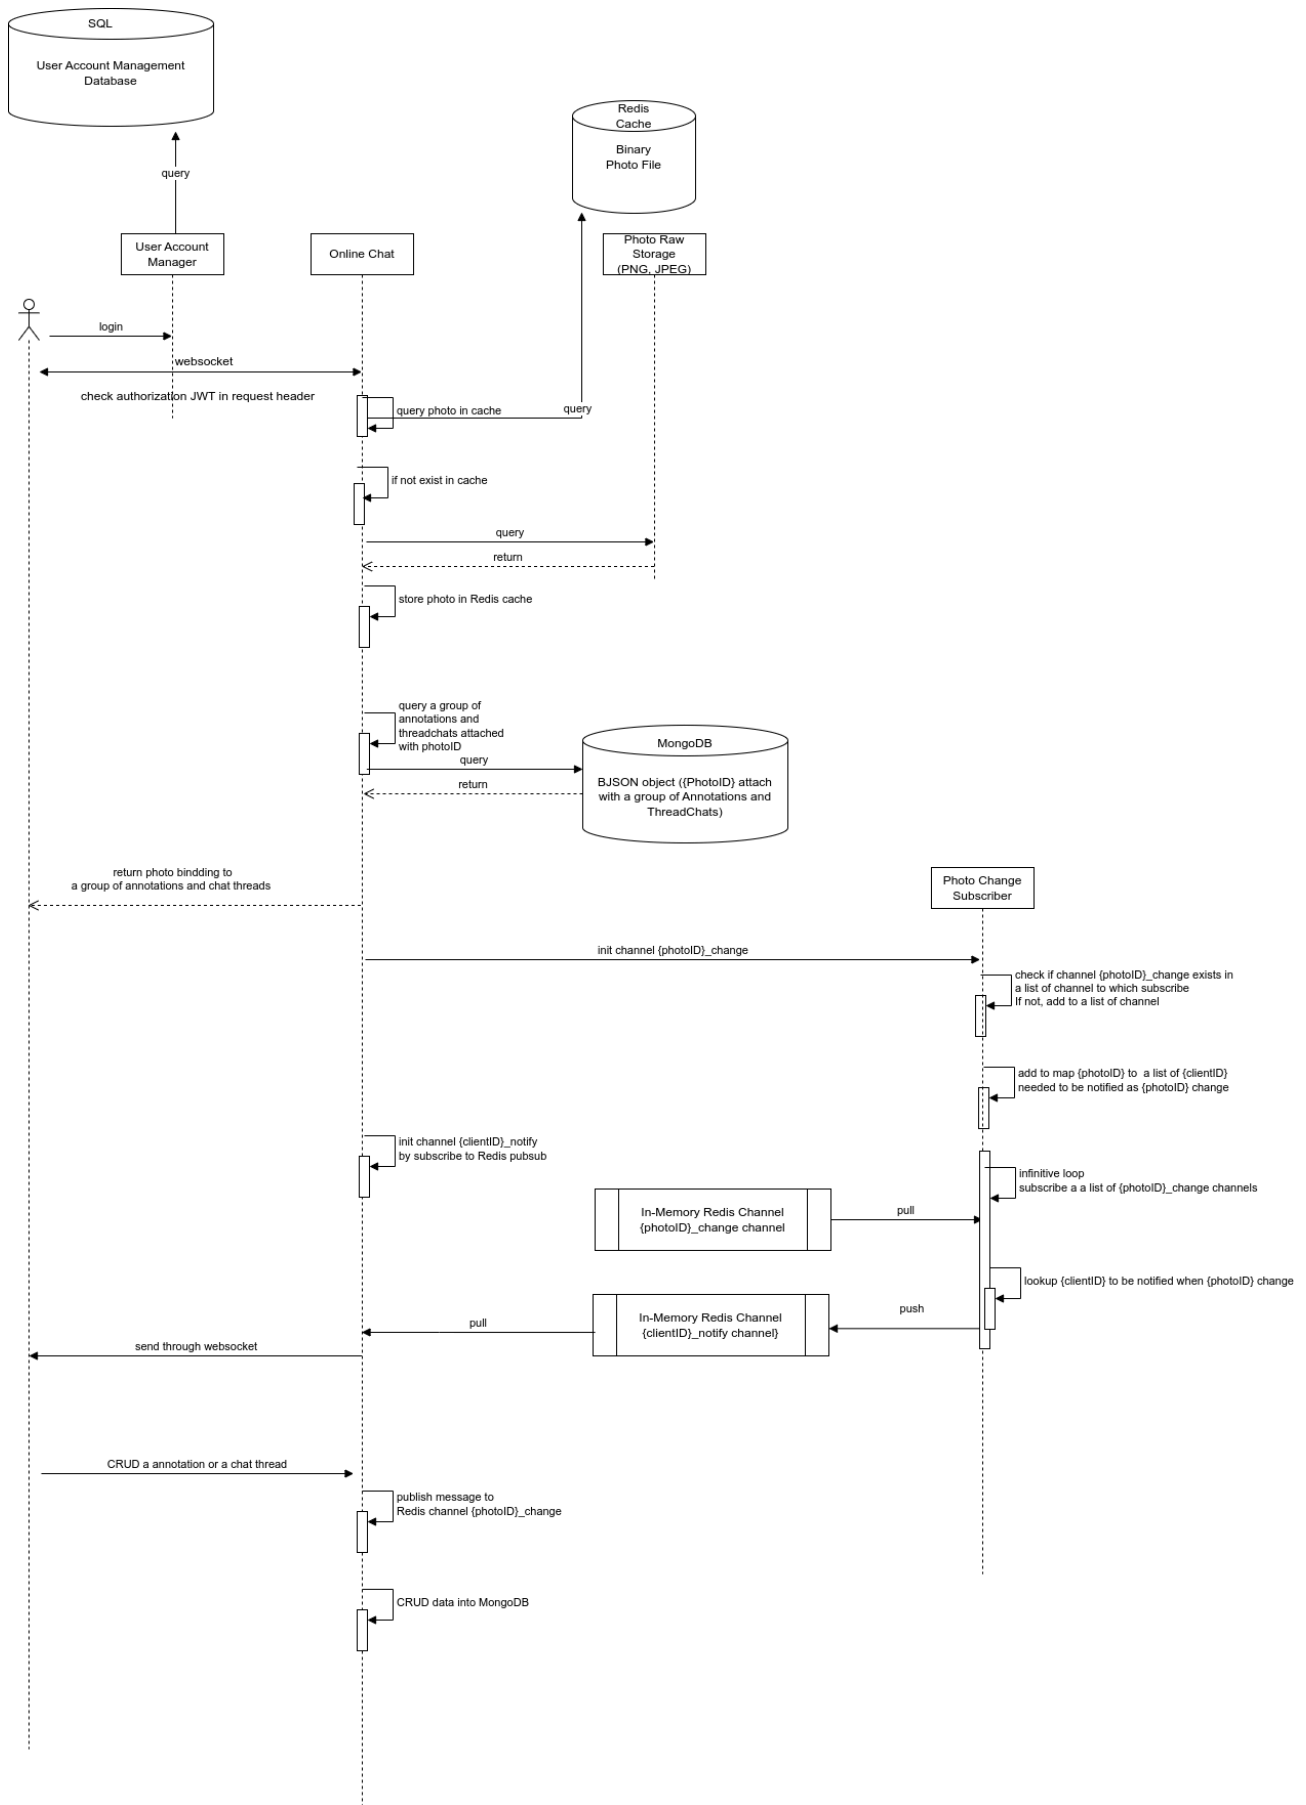 SQL
User Account Management
Database
Redis
Cache
Binary
Photo File
query
User Account
Manager
Online Chat
Photo Raw
Storage
(PNG, JPEG)
login
websocket
check authorization JWT in request header
query photo in cache
query
if not exist in cache
query
return
store photo in Redis cache
query a group of
annotations and
threadchats attached
with photoID
query
return
MongoDB
BJSON object ({PhotoID} attach
with a group of Annotations and
ThreadChats)
return photo bindding to
a group of annotations and chat threads
Photo Change
Subscriber
init channel {photoID}_change
check if channel {photoID}_change exists in
a list of channel to which subscribe
If not, add to a list of channel
add to map {photoID} to  a list of {clientID}
needed to be notified as {photoID} change
init channel {clientID}_notify
by subscribe to Redis pubsub
infinitive loop
subscribe a a list of {photoID}_change channels
In-Memory Redis Channel
{photoID}_change channel
pull
lookup {clientID} to be notified when {photoID} change
In-Memory Redis Channel
{clientID}_notify channel}
push
pull
send through websocket
CRUD a annotation or a chat thread
publish message to
Redis channel {photoID}_change
CRUD data into MongoDB